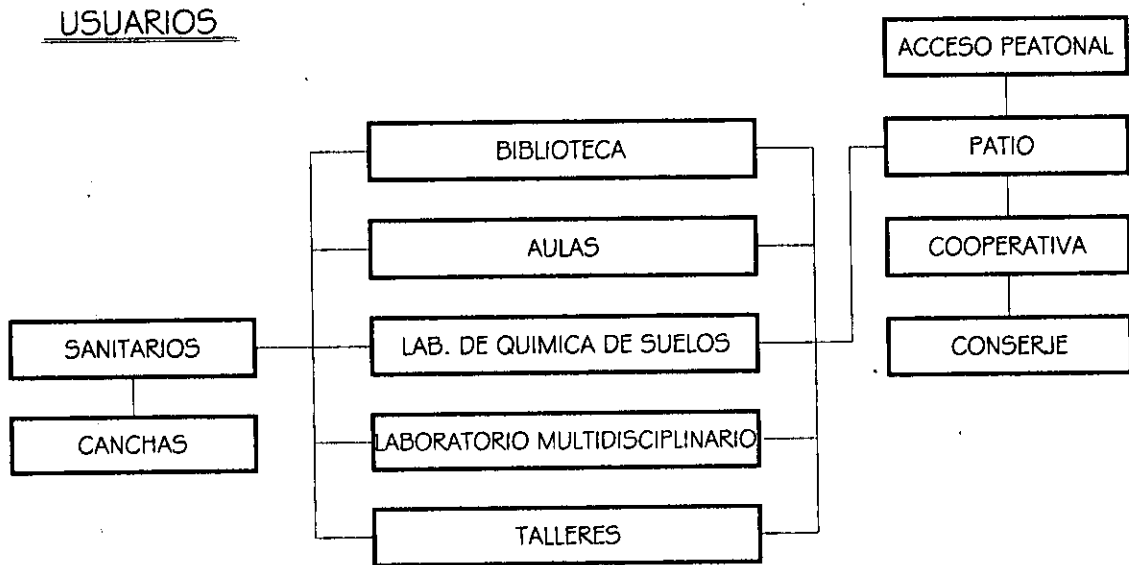 USUARIOS
ACCESO PEATONAL
BIBLIOTECA
PATIO
AULAS
COOPERATIVA
SANITARIOS
LAB. DE QUIMICA DE SUELOS
CONSERJE
CANCHAS
LABORATORIO MULTIDISCIPLINARIO
TALLERES